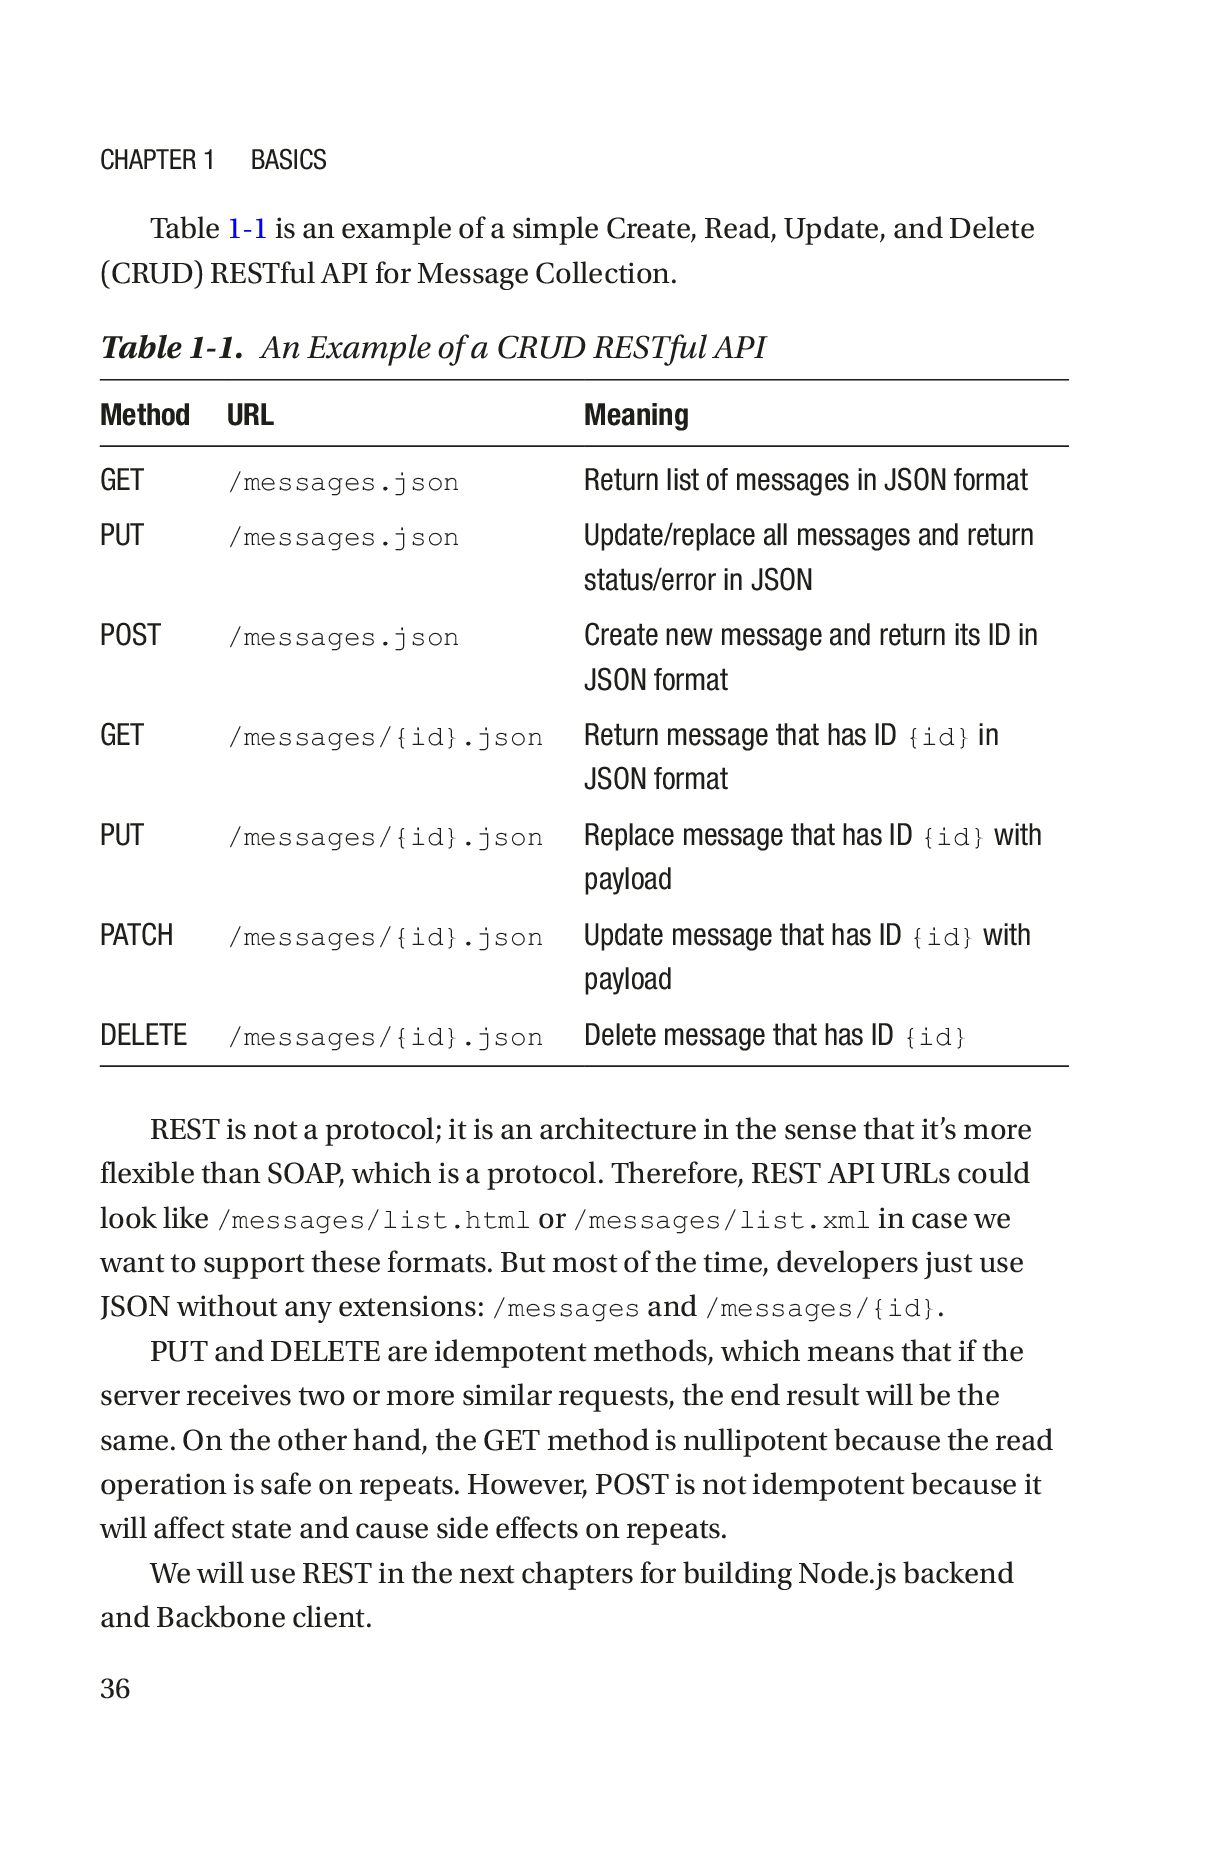 CHAPTER 1 BASICS
Table 1-1 is an example of a simple Create, Read, Update, and Delete
(CRUD) RESTful API for Message Collection.
Table 1-1. An Example of a CRUD RESTful API
Method URL Meaning
GET /messages.json Return list of messages in JSON format
PUT /messages.json Update/replace all messages and return
status/error in JSON
POST /messages.json Create new message and return its ID in
JSON format
GET /messages/{id}.json Return message that has ID {id} in
JSON format
PUT /messages/{id}.json Replace message that has ID {id} with
payload
PATCH /messages/{id}.json Update message that has ID {id} with
payload
DELETE /messages/{id}.json Delete message that has ID {id}
REST is not a protocol; it is an architecture in the sense that it’s more
flexible than SOAP, which is a protocol. Therefore, REST API URLs could
look like /messages/list.html or /messages/list.xml in case we
want to support these formats. But most of the time, developers just use
JSON without any extensions: /messages and /messages/{id}.
PUT and DELETE are idempotent methods, which means that if the
server receives two or more similar requests, the end result will be the
same. On the other hand, the GET method is nullipotent because the read
operation is safe on repeats. However, POST is not idempotent because it
will affect state and cause side effects on repeats.
We will use REST in the next chapters for building Node.js backend
and Backbone client.
36